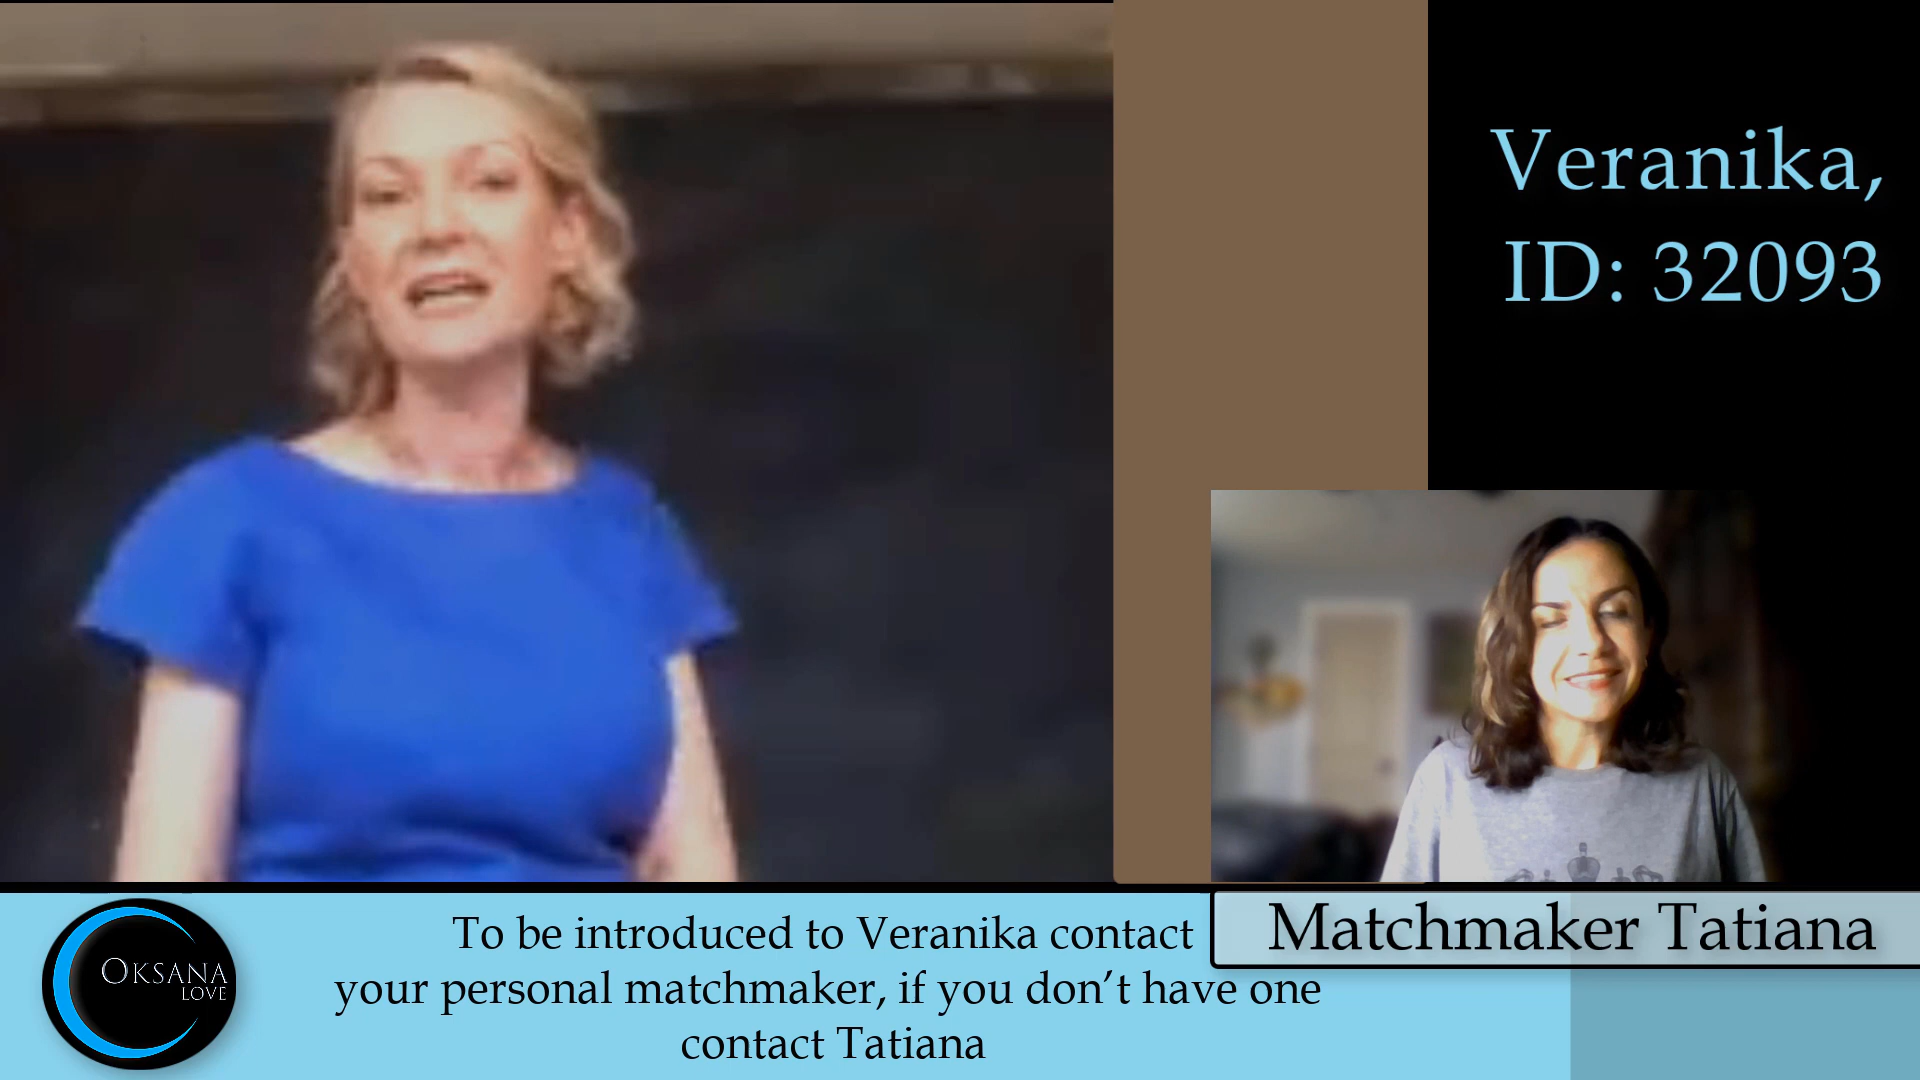 Veranika,
ID: 32093
Matchmaker Tatiana
To be introduced to Veranika contact
your personal matchmaker, if you don’t have one
contact Tatiana
OKSANA
LOVE